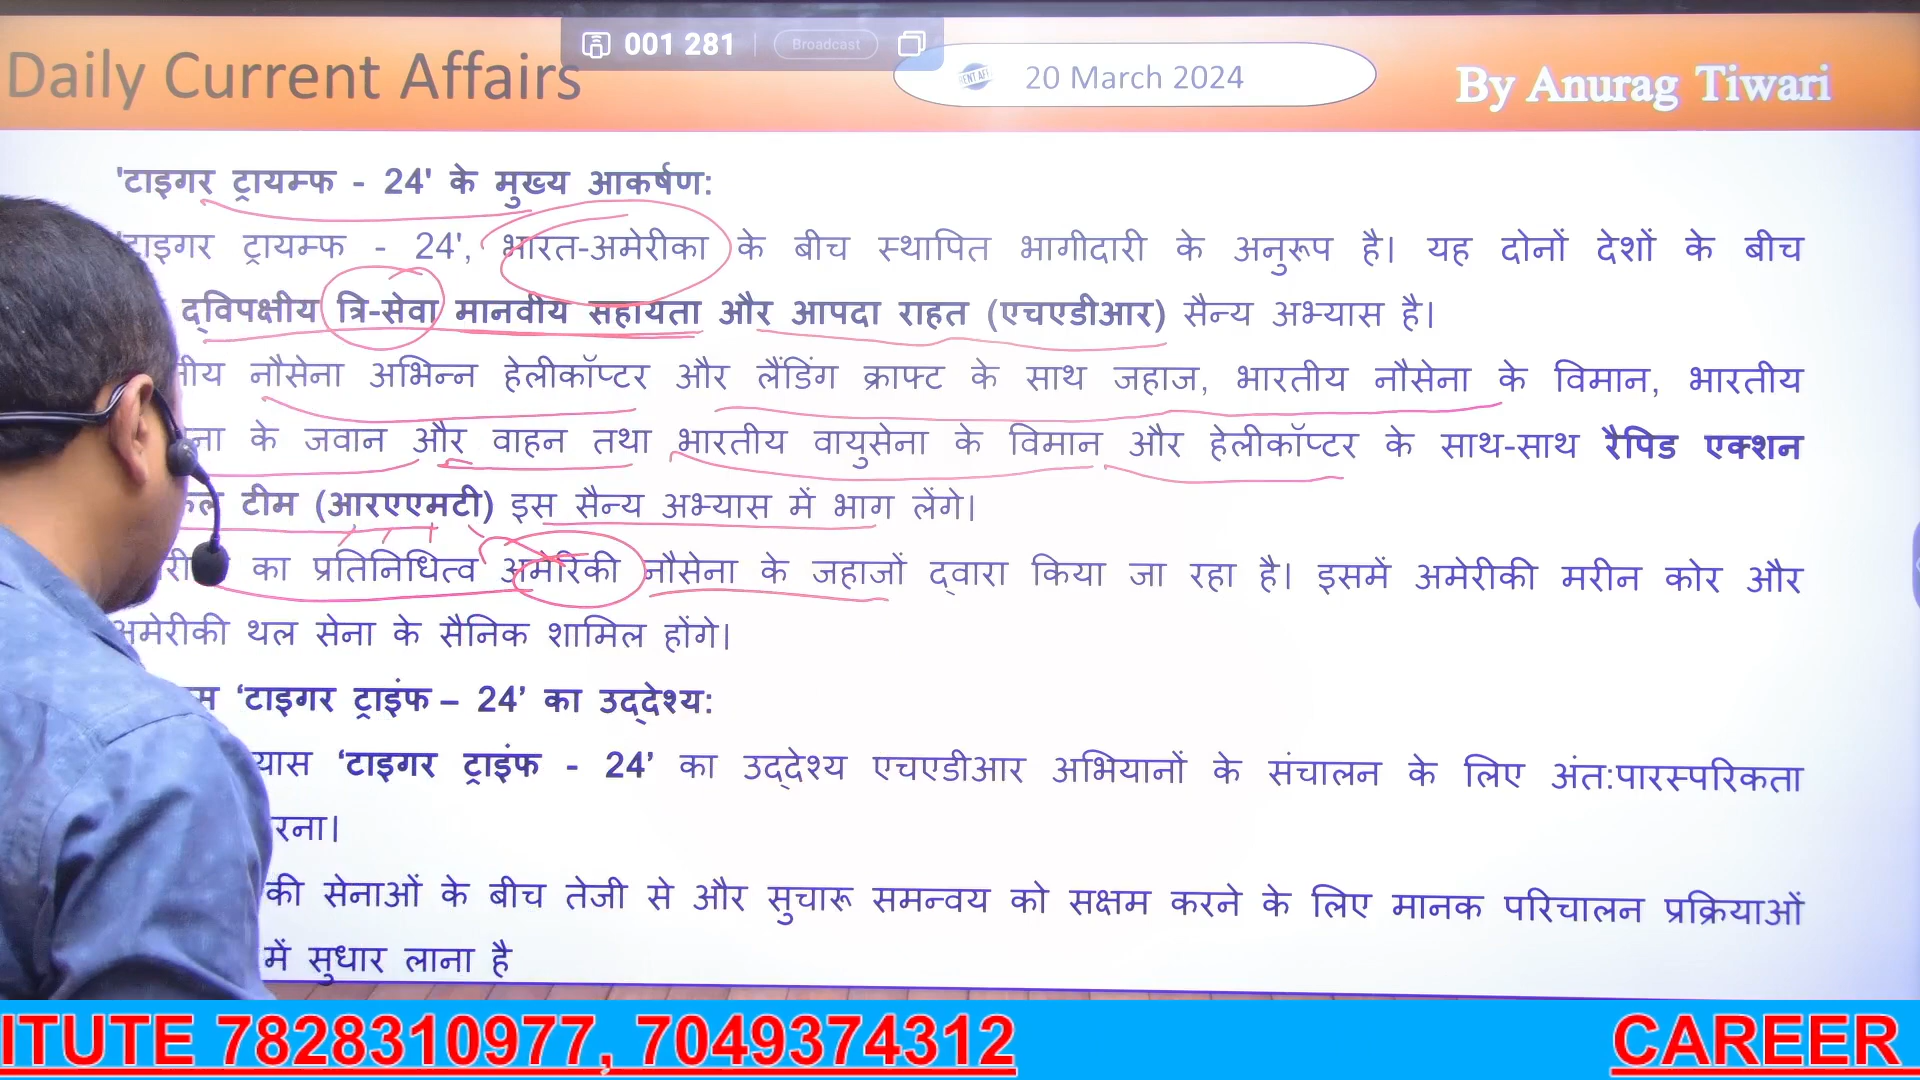 001 281 Broadcast
Daily Current Affairs
20 March 2024
By Anurag Tiwari
'टाइगर ट्रायम्फ - 24' के मुख्य आकर्षण:
'टाइगर ट्रायम्फ - 24', भारत-अमेरीका के बीच स्थापित भागीदारी के अनुरूप है। यह दोनों देशों के बीच
द्विपक्षीय त्रि-सेवा मानवीय सहायता और आपदा राहत (एचएडीआर) सैन्य अभ्यास है।
नौसेना अभिन्न हेलीकॉप्टर और लैंडिंग क्राफ्ट के साथ जहाज, भारतीय नौसेना के विमान, भारतीय
के जवान और वाहन तथा भारतीय वायुसेना के विमान और हेलीकॉप्टर के साथ-साथ रैपिड एक्शन
टीम (आरएएमटी) इस सैन्य अभ्यास में भाग लेंगे।
का प्रतिनिधित्व अमेरिकी नौसेना के जहाजों द्वारा किया जा रहा है। इसमें अमेरीकी मरीन कोर और
अमेरीकी थल सेना के सैनिक शामिल होंगे।
'टाइगर ट्राइंफ – 24' का उद्देश्य:
'टाइगर ट्राइंफ - 24' का उद्देश्य एचएडीआर अभियानों के संचालन के लिए अंत:पारस्परिकता
की सेनाओं के बीच तेजी से और सुचारू समन्वय को सक्षम करने के लिए मानक परिचालन प्रक्रियाओं
में सुधार लाना है
ITUTE 7828310977, 7049374312 CAREER